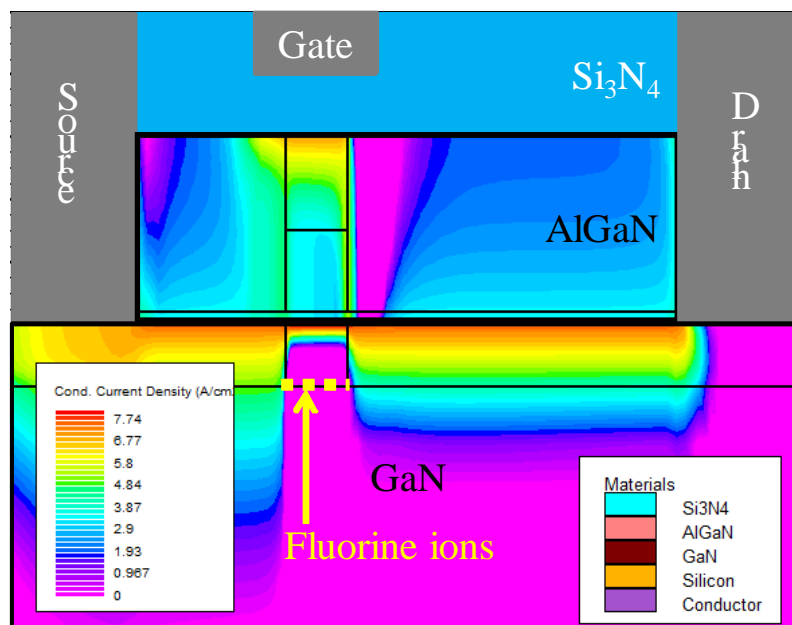 Gate
Source
Si₃N₄
Drain
AlGaN
Cond. Current Density (A/cm
7.74
6.77
5.8
4.84
3.87
2.9
1.93
0.967
0
GaN
Fluorine ions
Materials
Si3N4
AlGaN
GaN
Silicon
Conductor